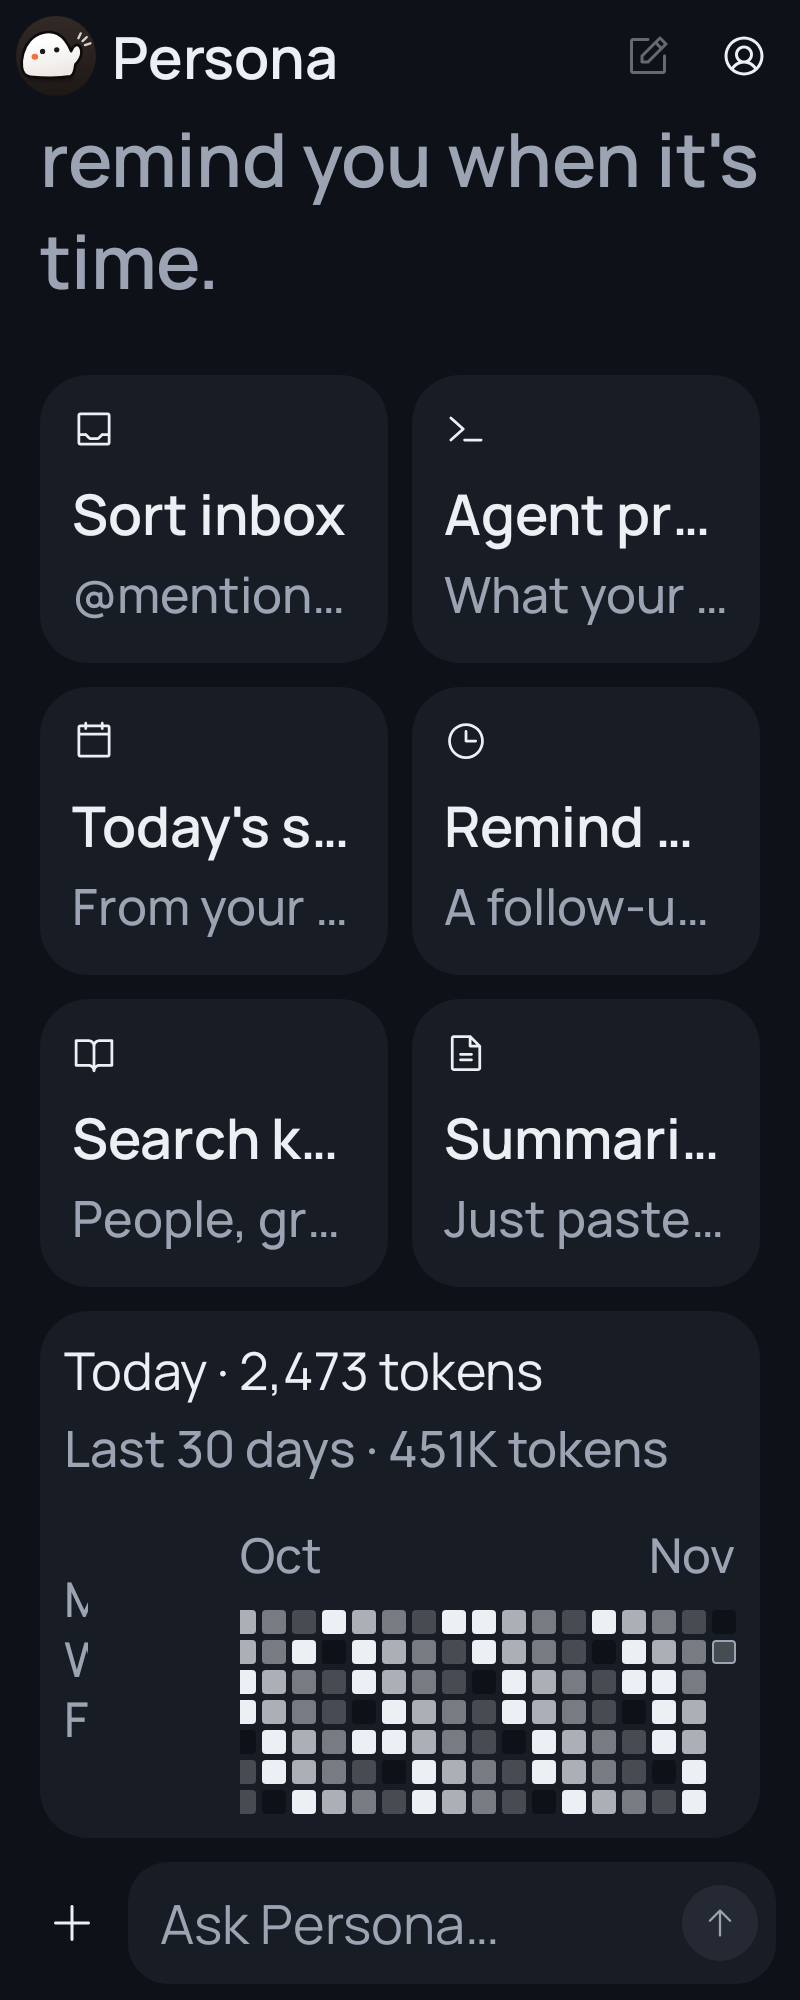 Persona
remind you when it's
time.
Sort inbox
@mention...
Agent pr...
What your ...
Today's s...
From your ...
Remind ...
A follow-u...
Search k...
People, gr...
Summari...
Just paste...
Today · 2,473 tokens
Last 30 days · 451K tokens
Oct Nov
M
W
F
Ask Persona...